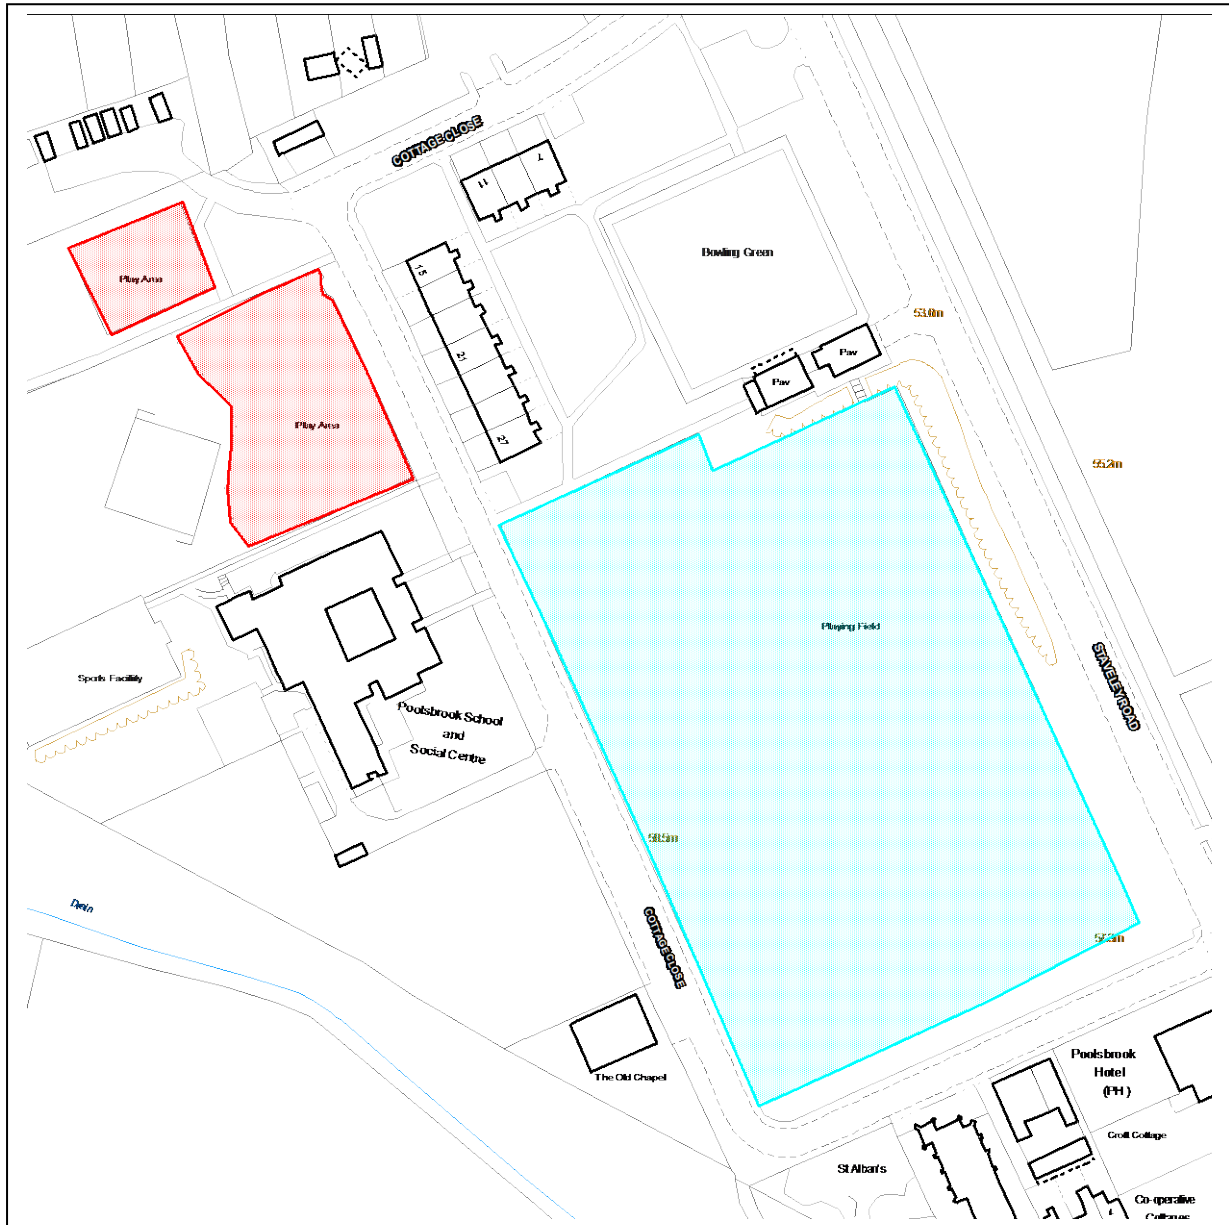 COTTAGE CLOSE
7
11
Bowling Green
15
Play Area
53.0m
Pav
Pav
21
Play Area
27
55.2m
Playing Field
Sports Facility
STAVELEY ROAD
Poolsbrook School
and
Social Centre
Drain
COTTAGE CLOSE
The Old Chapel
Poolsbrook
Hotel
(PH)
Croft Cottage
St Alban's
Co-operative
Cottages